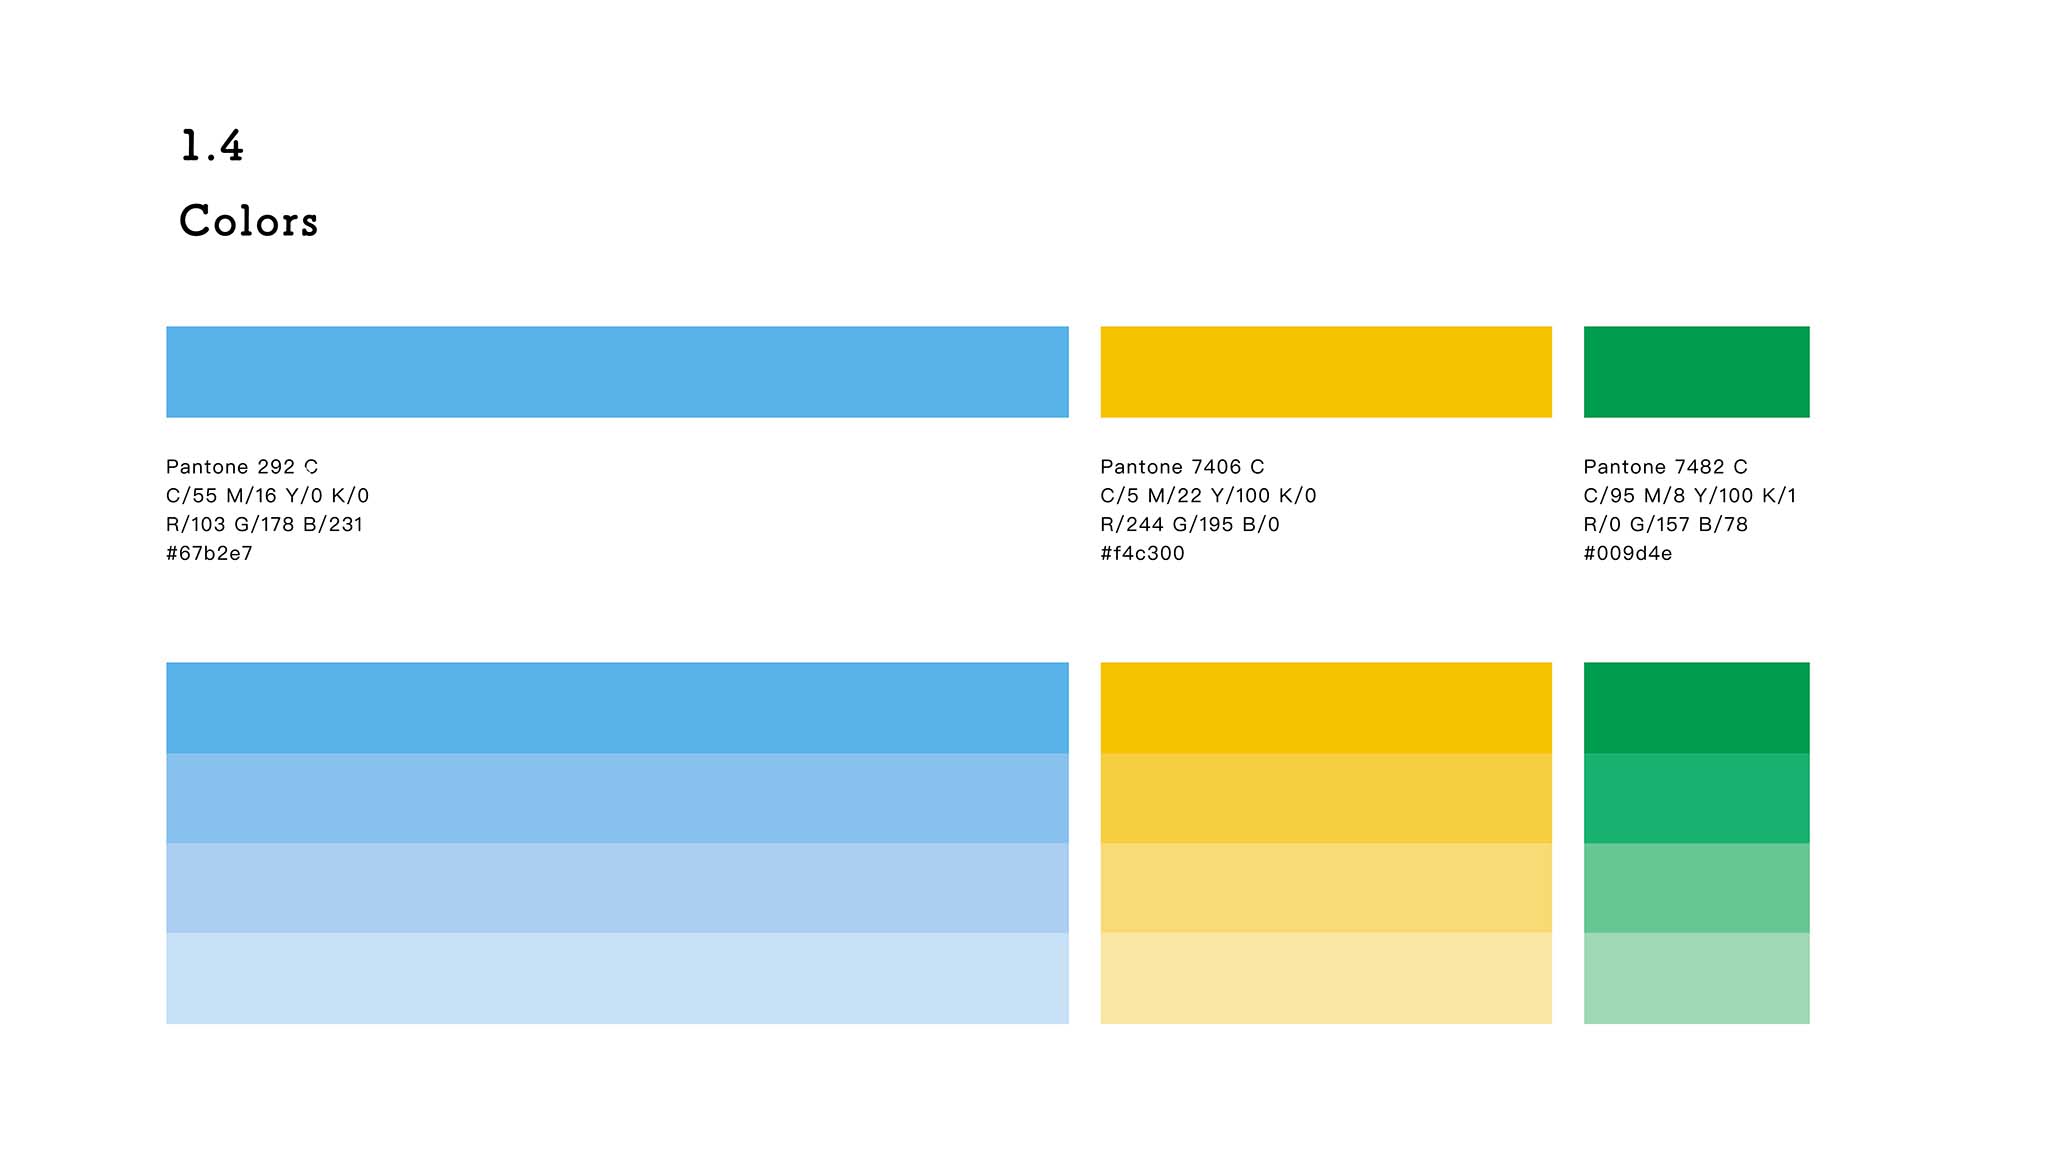 1.4
Colors
Pantone 292 C
C/55 M/16 Y/0 K/0
R/103 G/178 B/231
#67b2e7
Pantone 7406 C
C/5 M/22 Y/100 K/0
R/244 G/195 B/0
#f4c300
Pantone 7482 C
C/95 M/8 Y/100 K/1
R/0 G/157 B/78
#009d4e